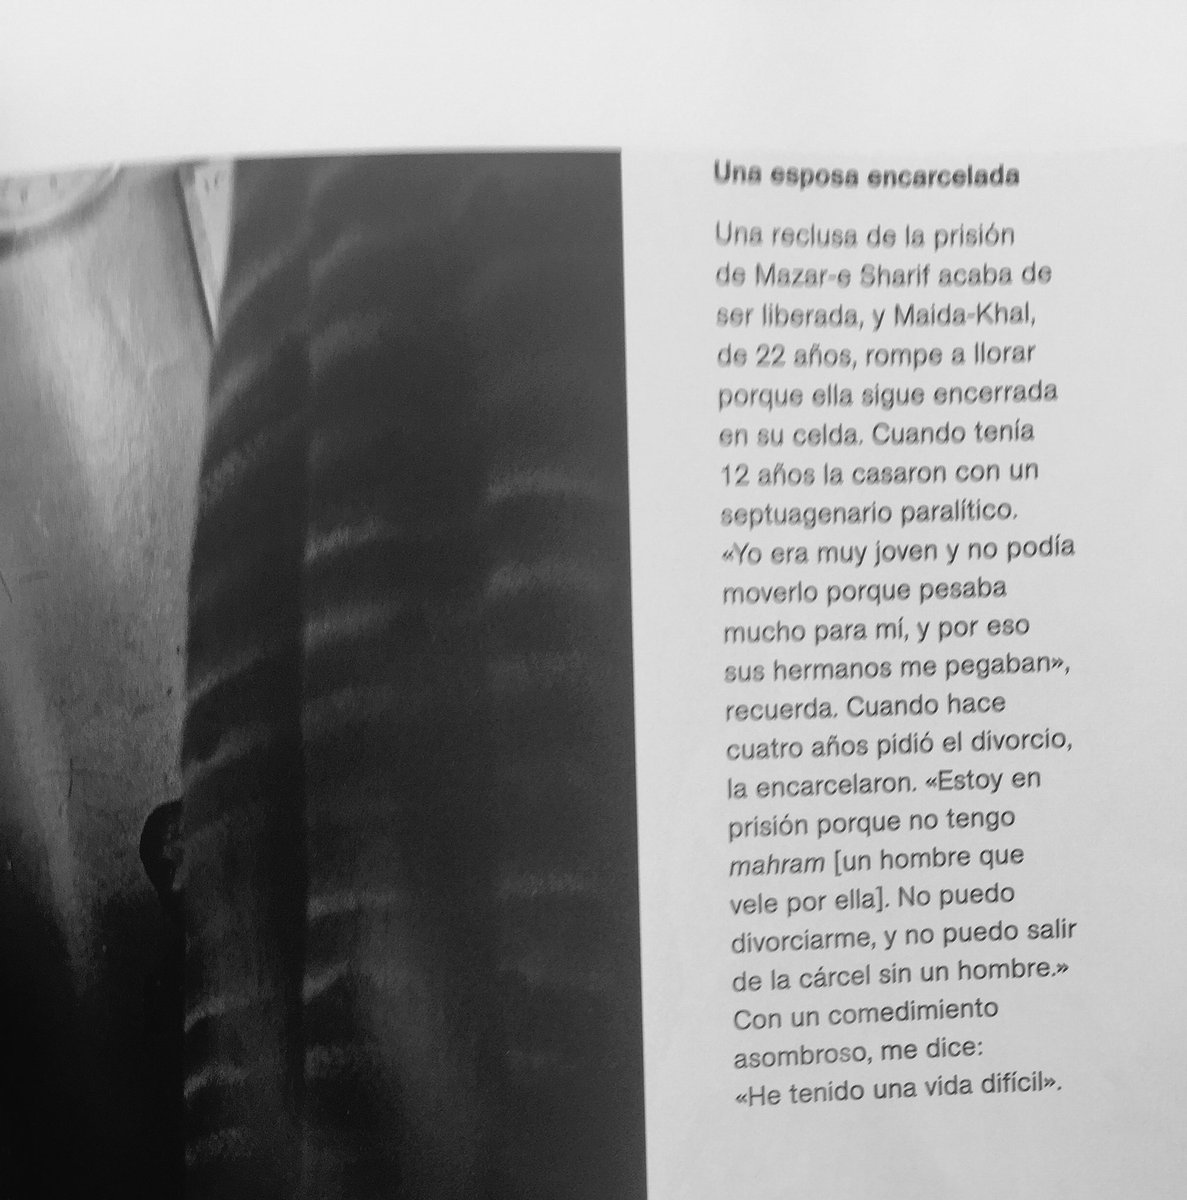 Una esposa encarcelada
Una reclusa de la prisión
de Mazar-e Sharif acaba de
ser liberada, y Maida-Khal,
de 22 años, rompe a llorar
porque ella sigue encerrada
en su celda. Cuando tenía
12 años la casaron con un
septuagenario paralítico.
«Yo era muy joven y no podía
moverlo porque pesaba
mucho para mí, y por eso
sus hermanos me pegaban»,
recuerda. Cuando hace
cuatro años pidió el divorcio,
la encarcelaron. «Estoy en
prisión porque no tengo
mahram [un hombre que
vele por ella]. No puedo
divorciarme, y no puedo salir
de la cárcel sin un hombre.»
Con un comedimiento
asombroso, me dice:
«He tenido una vida difícil».